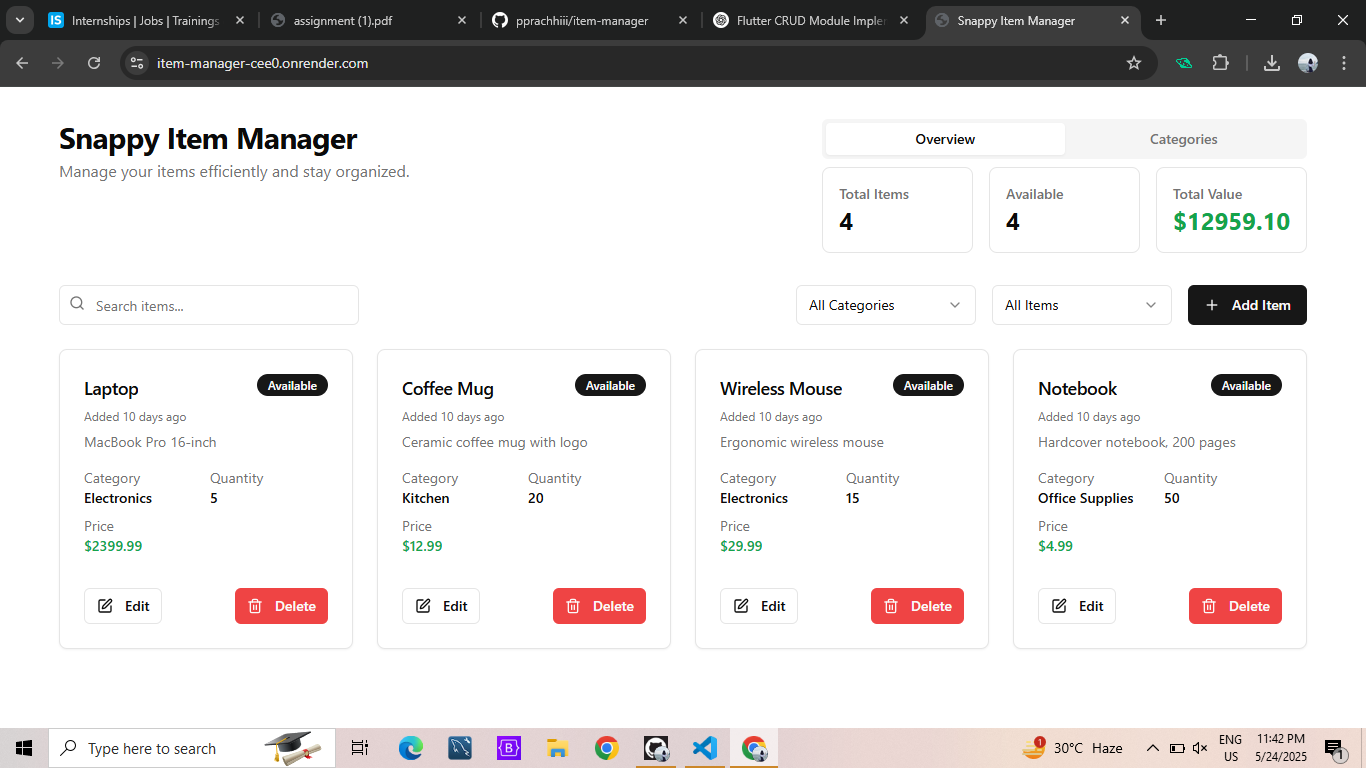 Internships | Jobs | Trainings
assignment (1).pdf
pprachhiii/item-manager
Flutter CRUD Module Imple
Snappy Item Manager
item-manager-cee0.onrender.com
Snappy Item Manager
Manage your items efficiently and stay organized.
Overview
Categories
Total Items
4
Available
4
Total Value
$12959.10
Search items...
All Categories
All Items
Add Item
Laptop
Available
Added 10 days ago
MacBook Pro 16-inch
Category
Quantity
Electronics
5
Price
$2399.99
Edit
Delete
Coffee Mug
Available
Added 10 days ago
Ceramic coffee mug with logo
Category
Quantity
Kitchen
20
Price
$12.99
Edit
Delete
Wireless Mouse
Available
Added 10 days ago
Ergonomic wireless mouse
Category
Quantity
Electronics
15
Price
$29.99
Edit
Delete
Notebook
Available
Added 10 days ago
Hardcover notebook, 200 pages
Category
Quantity
Office Supplies
50
Price
$4.99
Edit
Delete
Type here to search
1
30°C Haze
ENG
US
11:42 PM
5/24/2025
1